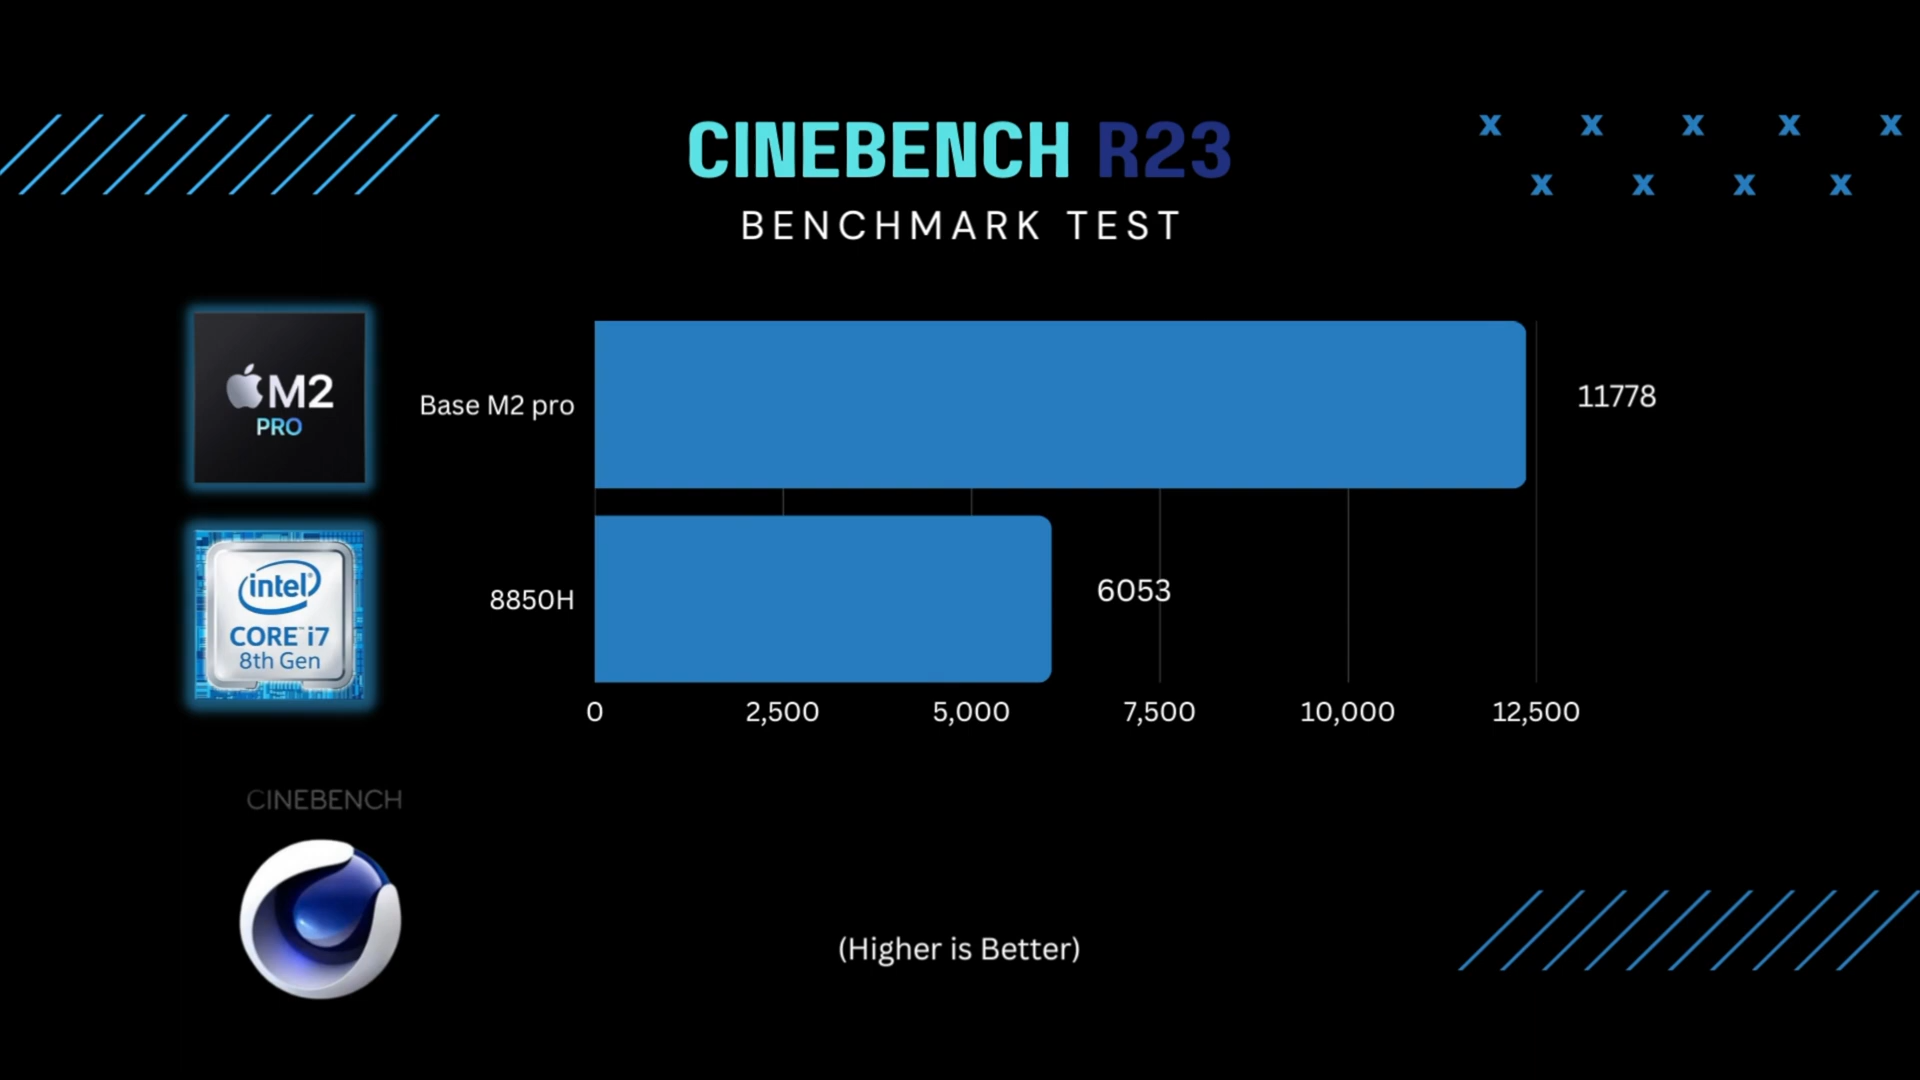 CINEBENCH R23
BENCHMARK TEST
M2
PRO
Base M2 pro
11778
intel
CORE™ i7
8th Gen
8850H
6053
0 2,500 5,000 7,500 10,000 12,500
CINEBENCH
(Higher is Better)